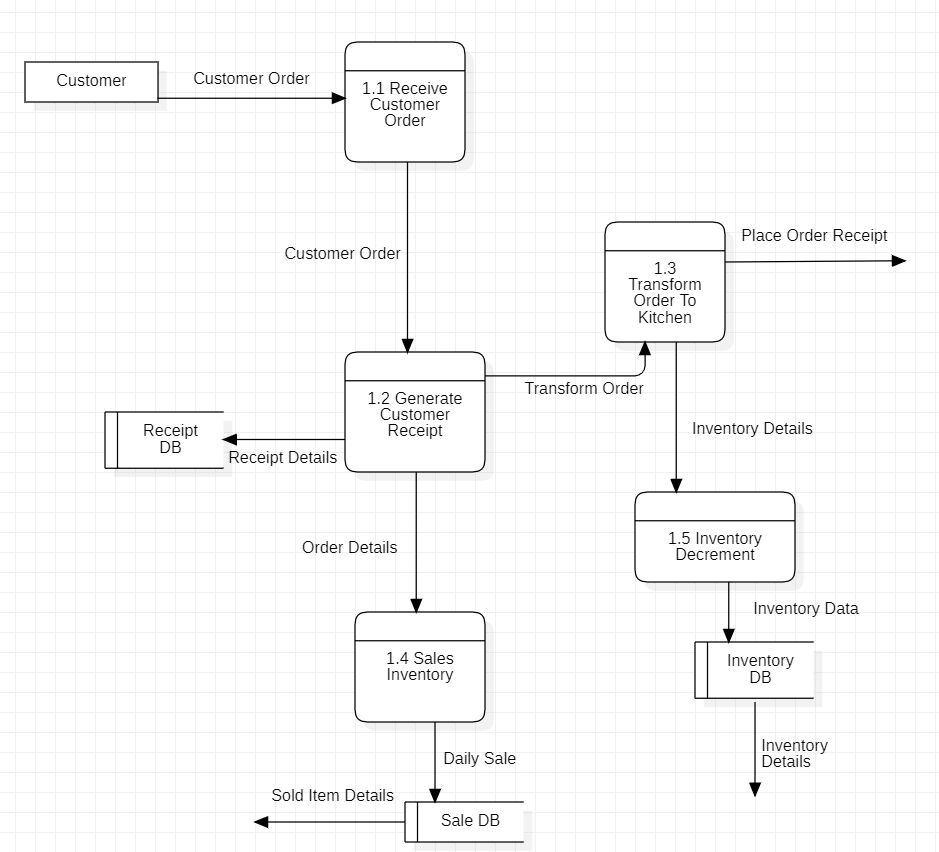 Customer
Customer Order
1.1 Receive
Customer
Order
Customer Order
Place Order Receipt
1.3
Transform
Order To
Kitchen
Transform Order
1.2 Generate
Customer
Receipt
Receipt
DB
Receipt Details
Inventory Details
Order Details
1.5 Inventory
Decrement
Inventory Data
1.4 Sales
Inventory
Inventory
DB
Daily Sale
Inventory
Details
Sold Item Details
Sale DB